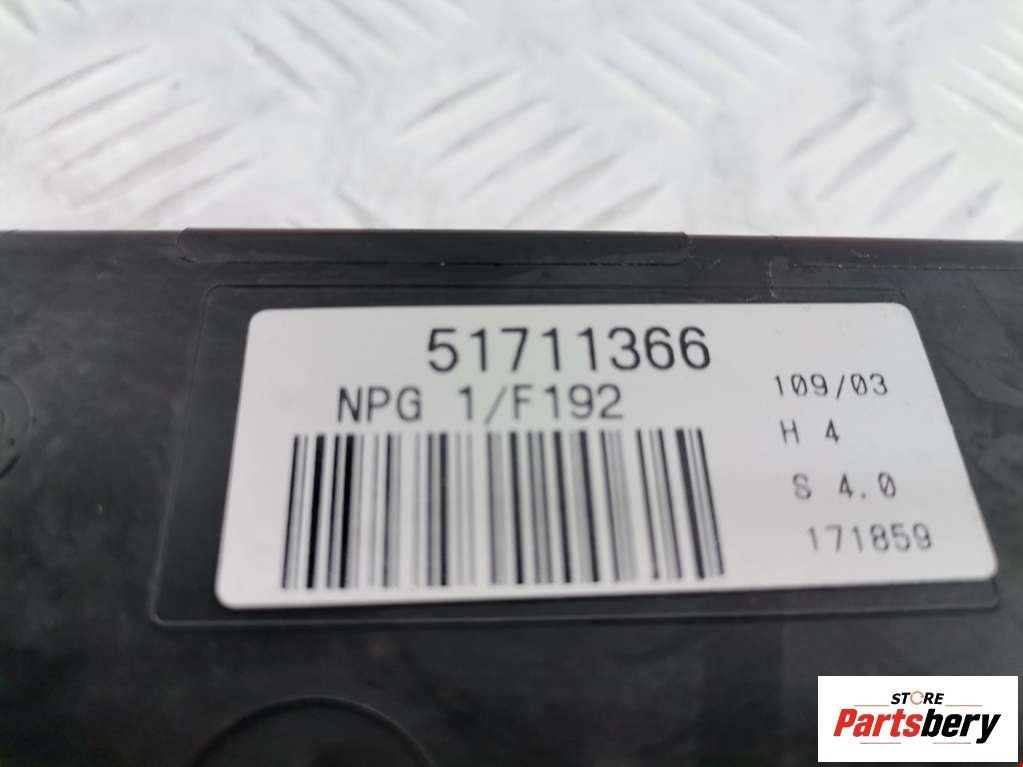 51711366
NPG 1/F192
109/03
H 4
S 4.0
171859
STORE
Partsbery